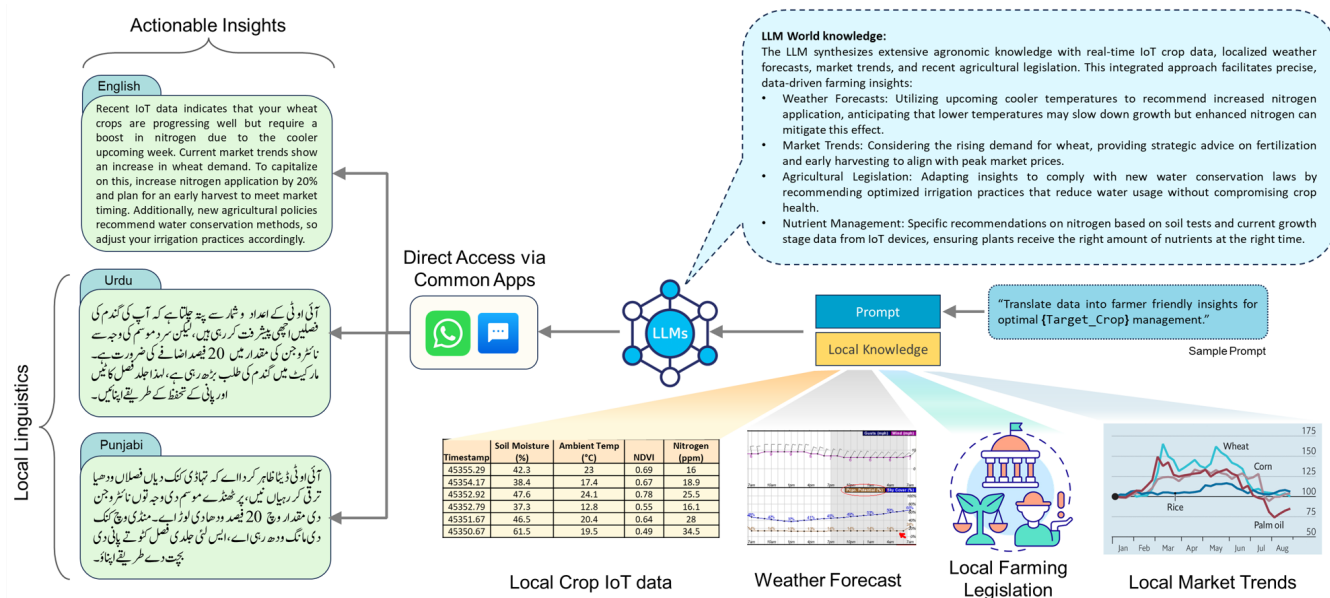 Actionable Insights
English
Recent IoT data indicates that your wheat
crops are progressing well but require a
boost in nitrogen due to the cooler
upcoming week. Current market trends show
an increase in wheat demand. To capitalize
on this, increase nitrogen application by 20%
and plan for an early harvest to meet market
timing. Additionally, new agricultural policies
recommend water conservation methods, so
adjust your irrigation practices accordingly.
Local Linguistics
Urdu
آئی او ٹی کے اعداد و شمار سے پتہ چلتا ہے کہ آپ کی گندم کی
فصلیں اچھی پیشرفت کر رہی ہیں، لیکن سرد موسم کی وجہ سے
نائٹروجن کی مقدار میں 20 فیصد اضافے کی ضرورت ہے۔
مارکیٹ میں گندم کی طلب بڑھ رہی ہے، لہذا جلد فصل کاٹیں
اور پانی کے تحفظ کے طریقے اپنائیں۔
Punjabi
آئی اوٹی ڈیٹا ظاہر کردا اے کہ تہاڈی کنک دیاں فصلاں ودھیا
ترقی کر رہیاں نیں، پر ٹھنڈے موسم دی وجہ توں نائٹروجن
دی مقدار وچ 20 فیصد ودھا دی لوڑ اے۔ منڈی وچ کنک
دی مانگ ودھ رہی اے، ایس لئی جلدی فصل کٹو تے پانی دی
بچت دے طریقے اپناؤ۔
Direct Access via
Common Apps
LLMs
LLM World knowledge:
The LLM synthesizes extensive agronomic knowledge with real-time IoT crop data, localized weather
forecasts, market trends, and recent agricultural legislation. This integrated approach facilitates precise,
data-driven farming insights:
• Weather Forecasts: Utilizing upcoming cooler temperatures to recommend increased nitrogen
application, anticipating that lower temperatures may slow down growth but enhanced nitrogen can
mitigate this effect.
• Market Trends: Considering the rising demand for wheat, providing strategic advice on fertilization
and early harvesting to align with peak market prices.
• Agricultural Legislation: Adapting insights to comply with new water conservation laws by
recommending optimized irrigation practices that reduce water usage without compromising crop
health.
• Nutrient Management: Specific recommendations on nitrogen based on soil tests and current growth
stage data from IoT devices, ensuring plants receive the right amount of nutrients at the right time.
Prompt
Local Knowledge
“Translate data into farmer friendly insights for
optimal {Target_Crop} management.”
Sample Prompt
Timestamp Soil Moisture (%) Ambient Temp (°C) NDVI Nitrogen (ppm)
45355.29 42.3 23 0.69 16
45354.17 38.4 17.4 0.67 18.9
45352.92 47.6 24.1 0.78 25.5
45352.79 37.3 12.8 0.55 16.1
45351.67 46.5 20.4 0.64 28
45350.67 61.5 19.5 0.49 34.5
Local Crop IoT data
Weather Forecast
Local Farming
Legislation
175
150
125
100
75
50
Wheat
Corn
Rice
Palm oil
Jan Feb Mar Apr May Jun Jul Aug
Local Market Trends